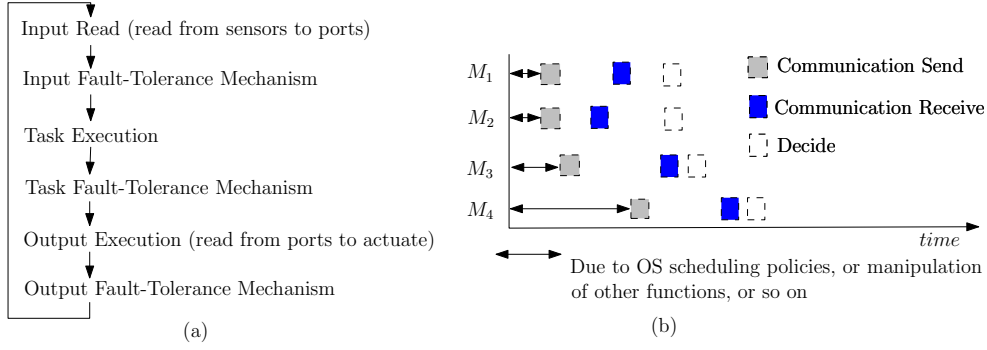 Input Read (read from sensors to ports)
Input Fault-Tolerance Mechanism
Task Execution
Task Fault-Tolerance Mechanism
Output Execution (read from ports to actuate)
Output Fault-Tolerance Mechanism
(a)
M1
M2
M3
M4
Communication Send
Communication Receive
Decide
time
Due to OS scheduling policies, or manipulation
of other functions, or so on
(b)